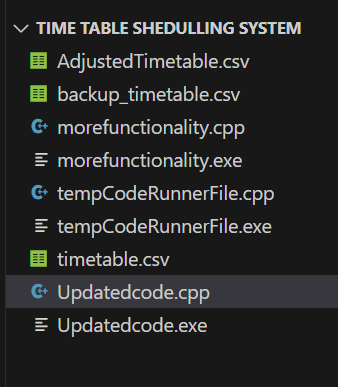 TIME TABLE SHEDULLING SYSTEM
AdjustedTimetable.csv
backup_timetable.csv
morefunctionality.cpp
morefunctionality.exe
tempCodeRunnerFile.cpp
tempCodeRunnerFile.exe
timetable.csv
Updatedcode.cpp
Updatedcode.exe